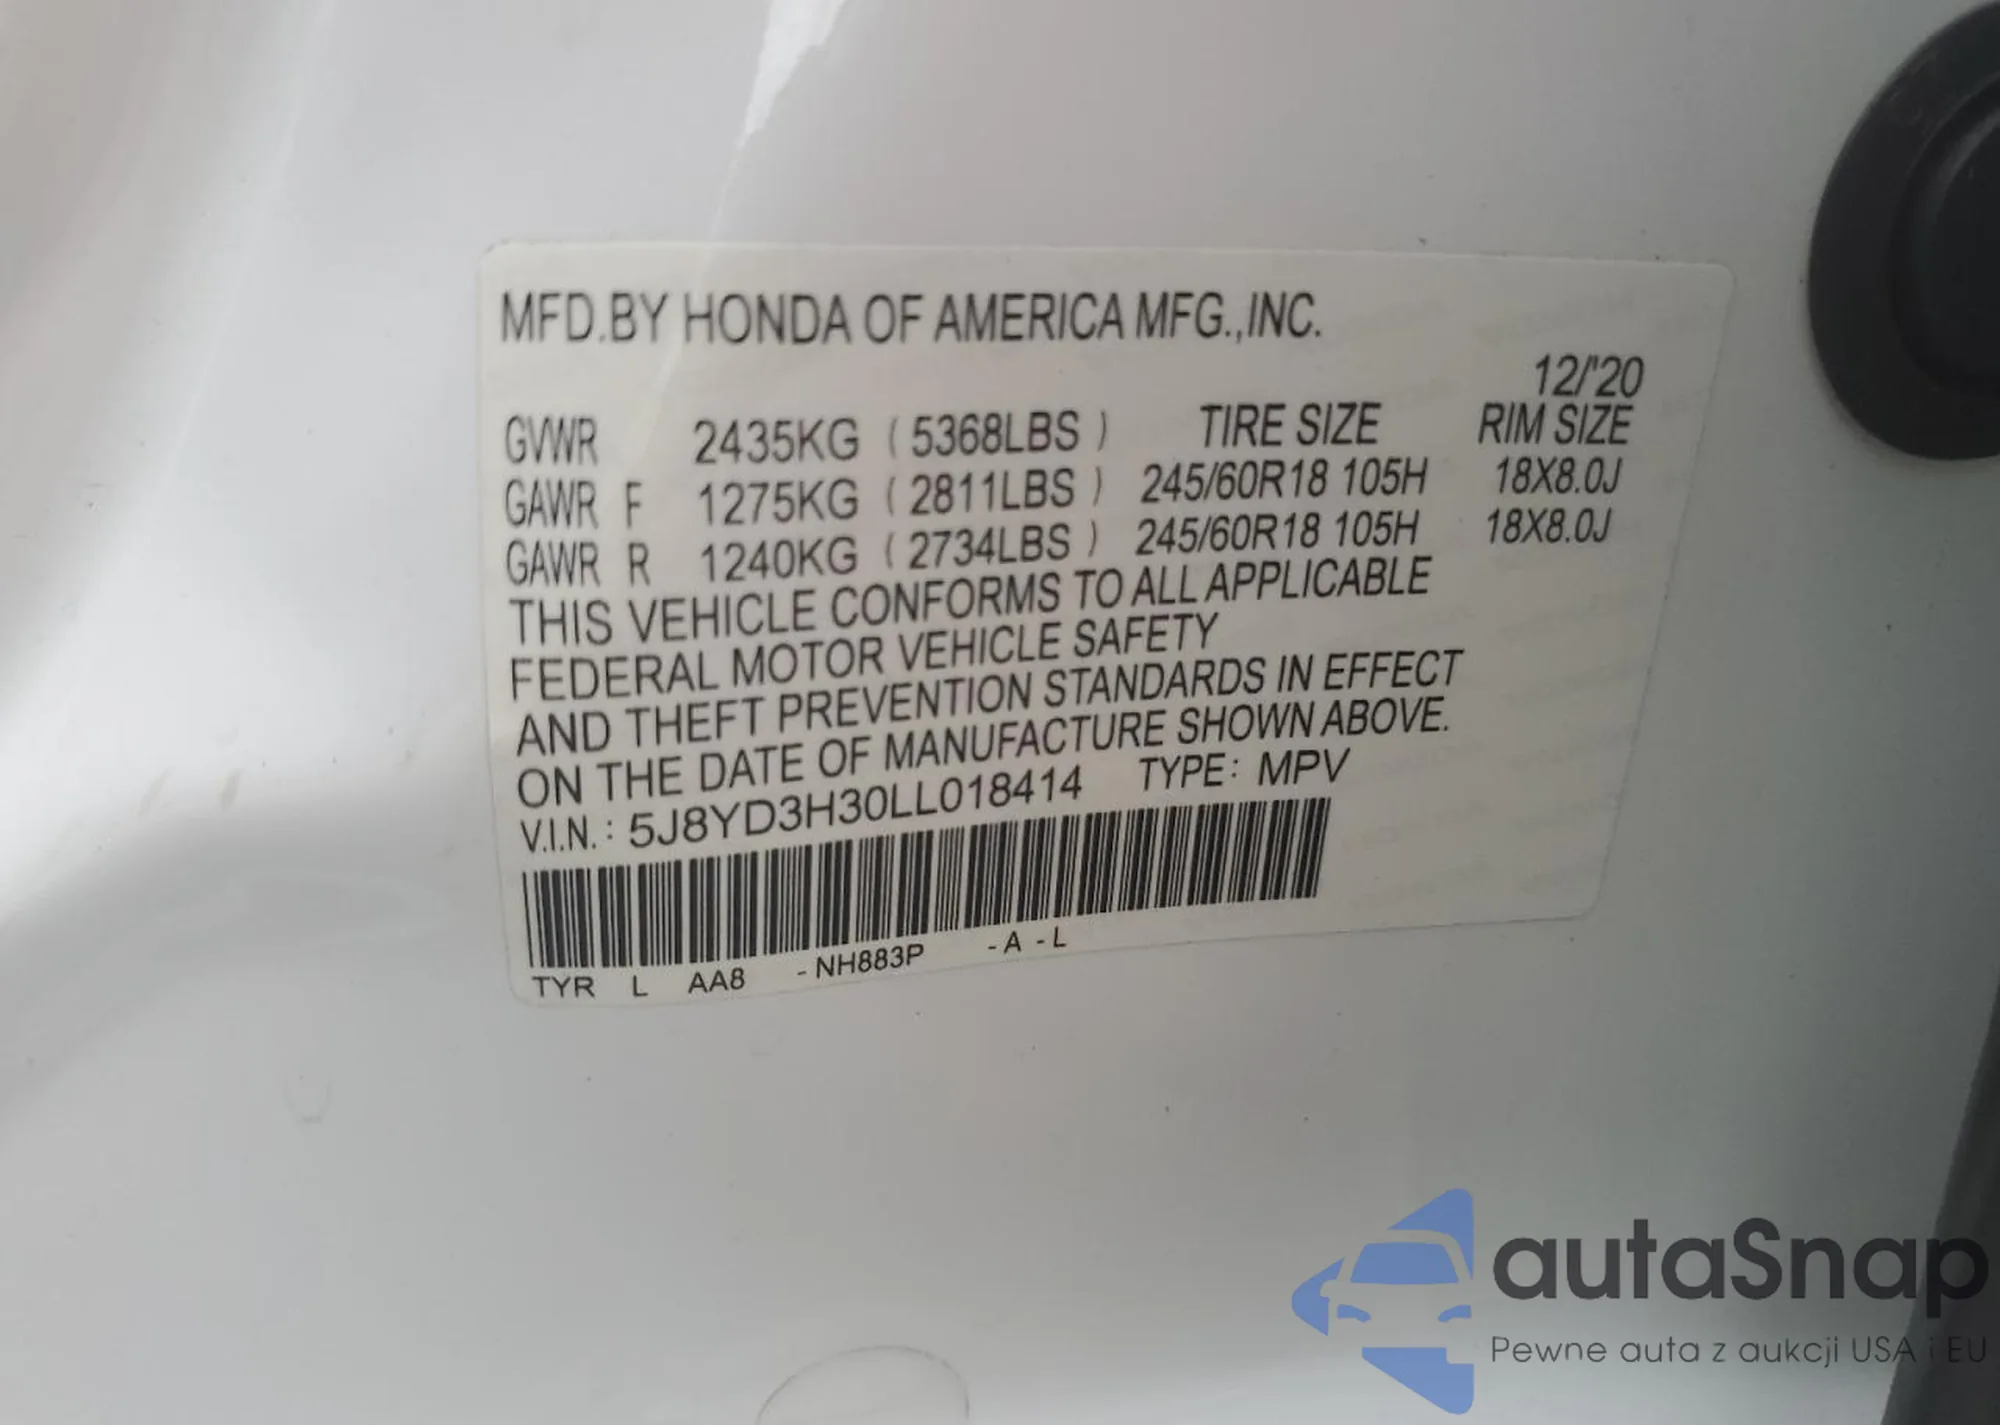 MFD.BY HONDA OF AMERICA MFG.,INC.
12/'20
GVWR 2435KG ( 5368LBS ) TIRE SIZE RIM SIZE
GAWR F 1275KG ( 2811LBS ) 245/60R18 105H 18X8.0J
GAWR R 1240KG ( 2734LBS ) 245/60R18 105H 18X8.0J
THIS VEHICLE CONFORMS TO ALL APPLICABLE
FEDERAL MOTOR VEHICLE SAFETY
AND THEFT PREVENTION STANDARDS IN EFFECT
ON THE DATE OF MANUFACTURE SHOWN ABOVE.
V.I.N.: 5J8YD3H30LL018414 TYPE: MPV
TYR L AA8 -NH883P -A -L
autaSnap
Pewne auta z aukcji USA i EU